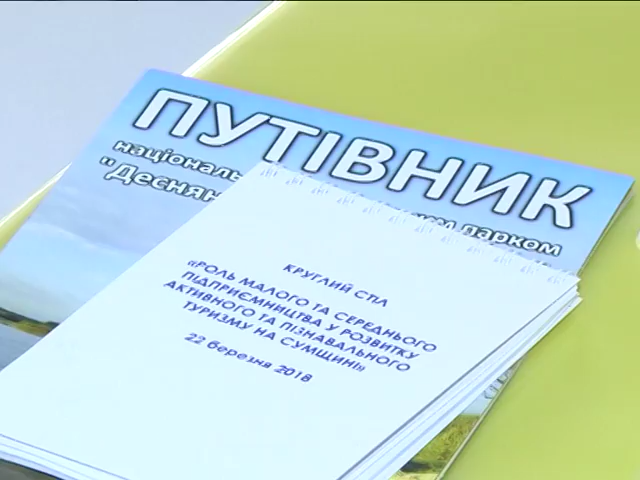 ПУТІВНИК
національ парком
"Деснян
КРУГЛИЙ СТІЛ
«РОЛЬ МАЛОГО ТА СЕРЕДНЬОГО
ПІДПРИЄМНИЦТВА У РОЗВИТКУ
АКТИВНОГО ТА ПІЗНАВАЛЬНОГО
ТУРИЗМУ НА СУМЩИНІ»
22 березня 2018